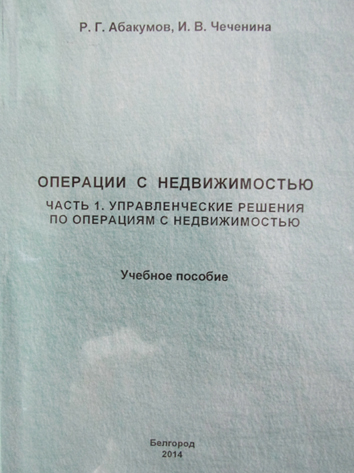 Р. Г. Абакумов, И. В. Чеченина
ОПЕРАЦИИ С НЕДВИЖИМОСТЬЮ
ЧАСТЬ 1. УПРАВЛЕНЧЕСКИЕ РЕШЕНИЯ
ПО ОПЕРАЦИЯМ С НЕДВИЖИМОСТЬЮ
Учебное пособие
Белгород
2014